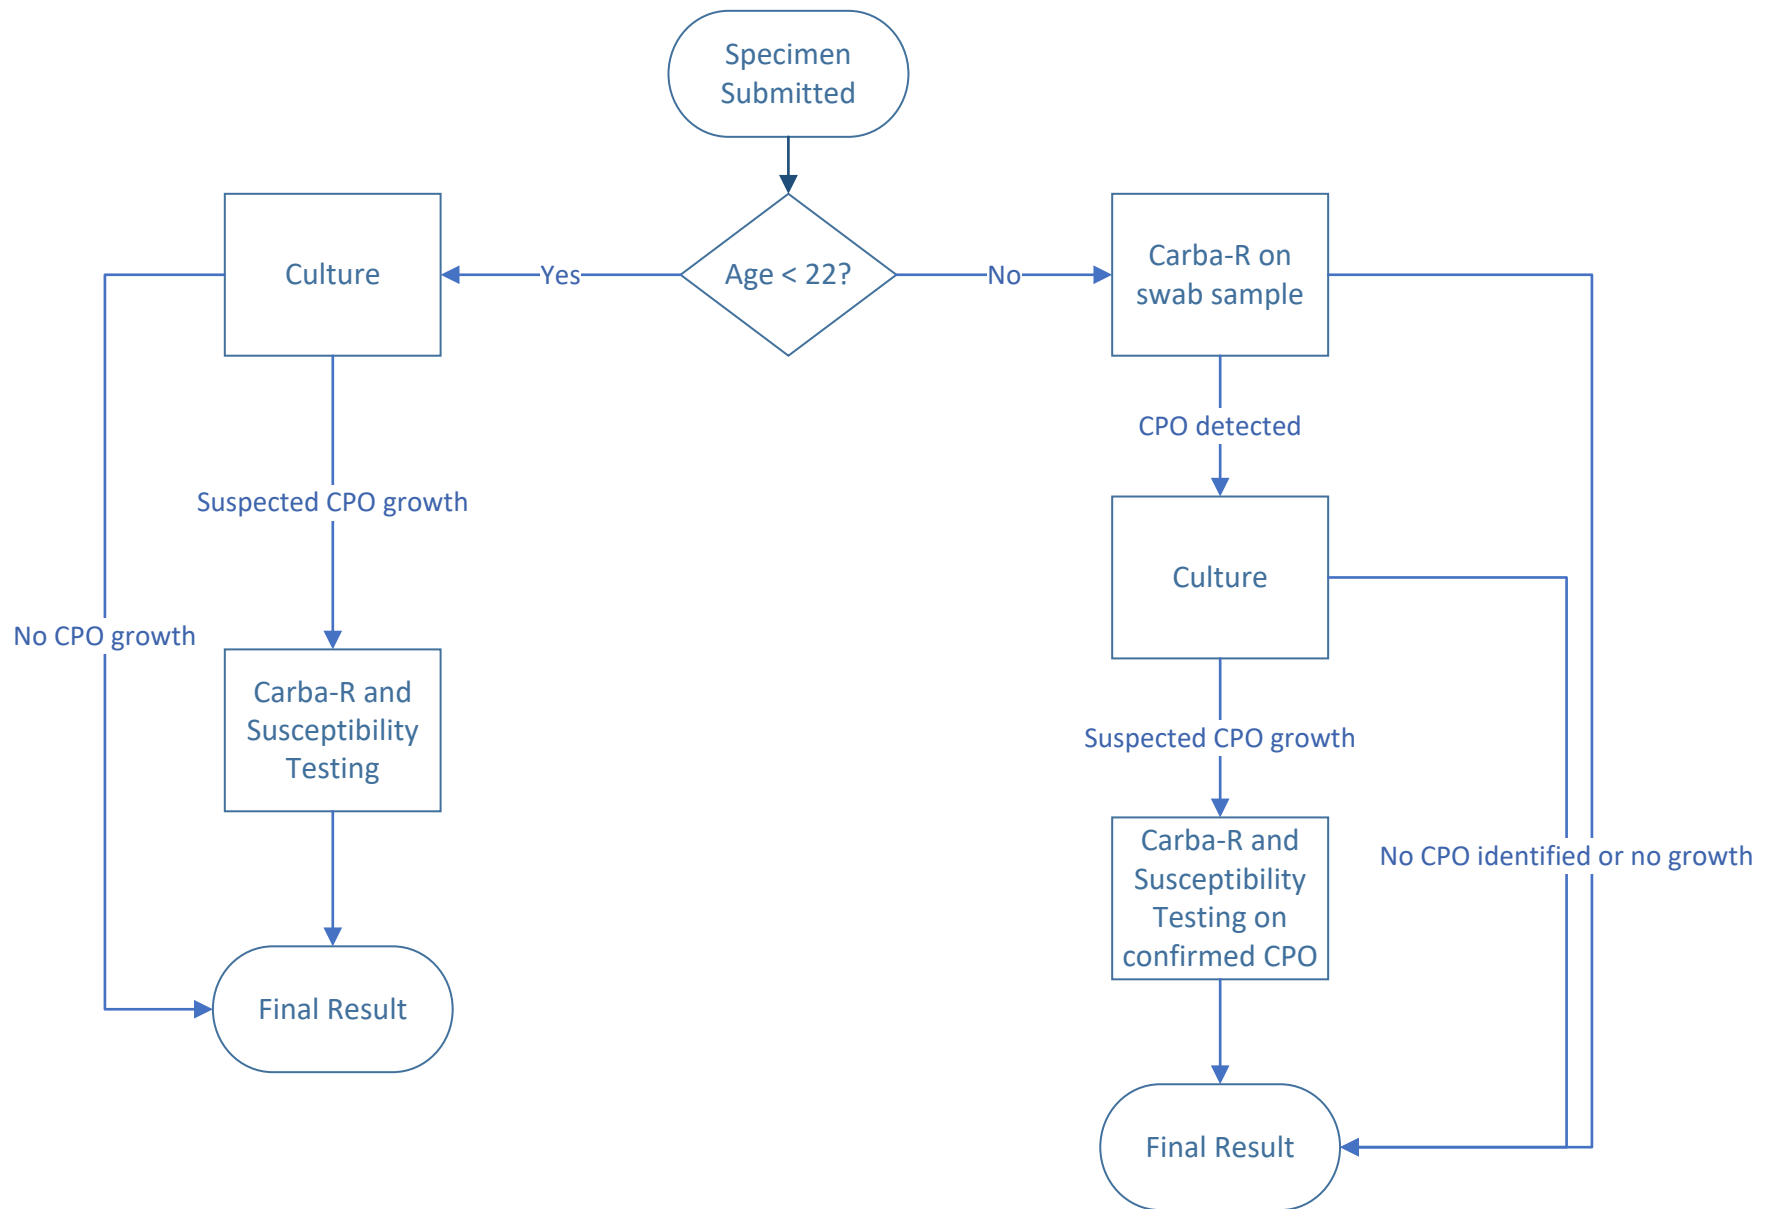 Specimen
Submitted
Culture
Yes
Age < 22?
No
Carba-R on
swab sample
CPO detected
Suspected CPO growth
Culture
No CPO growth
Carba-R and
Susceptibility
Testing
Suspected CPO growth
Carba-R and
Susceptibility
Testing on
confirmed CPO
No CPO identified or no growth
Final Result
Final Result